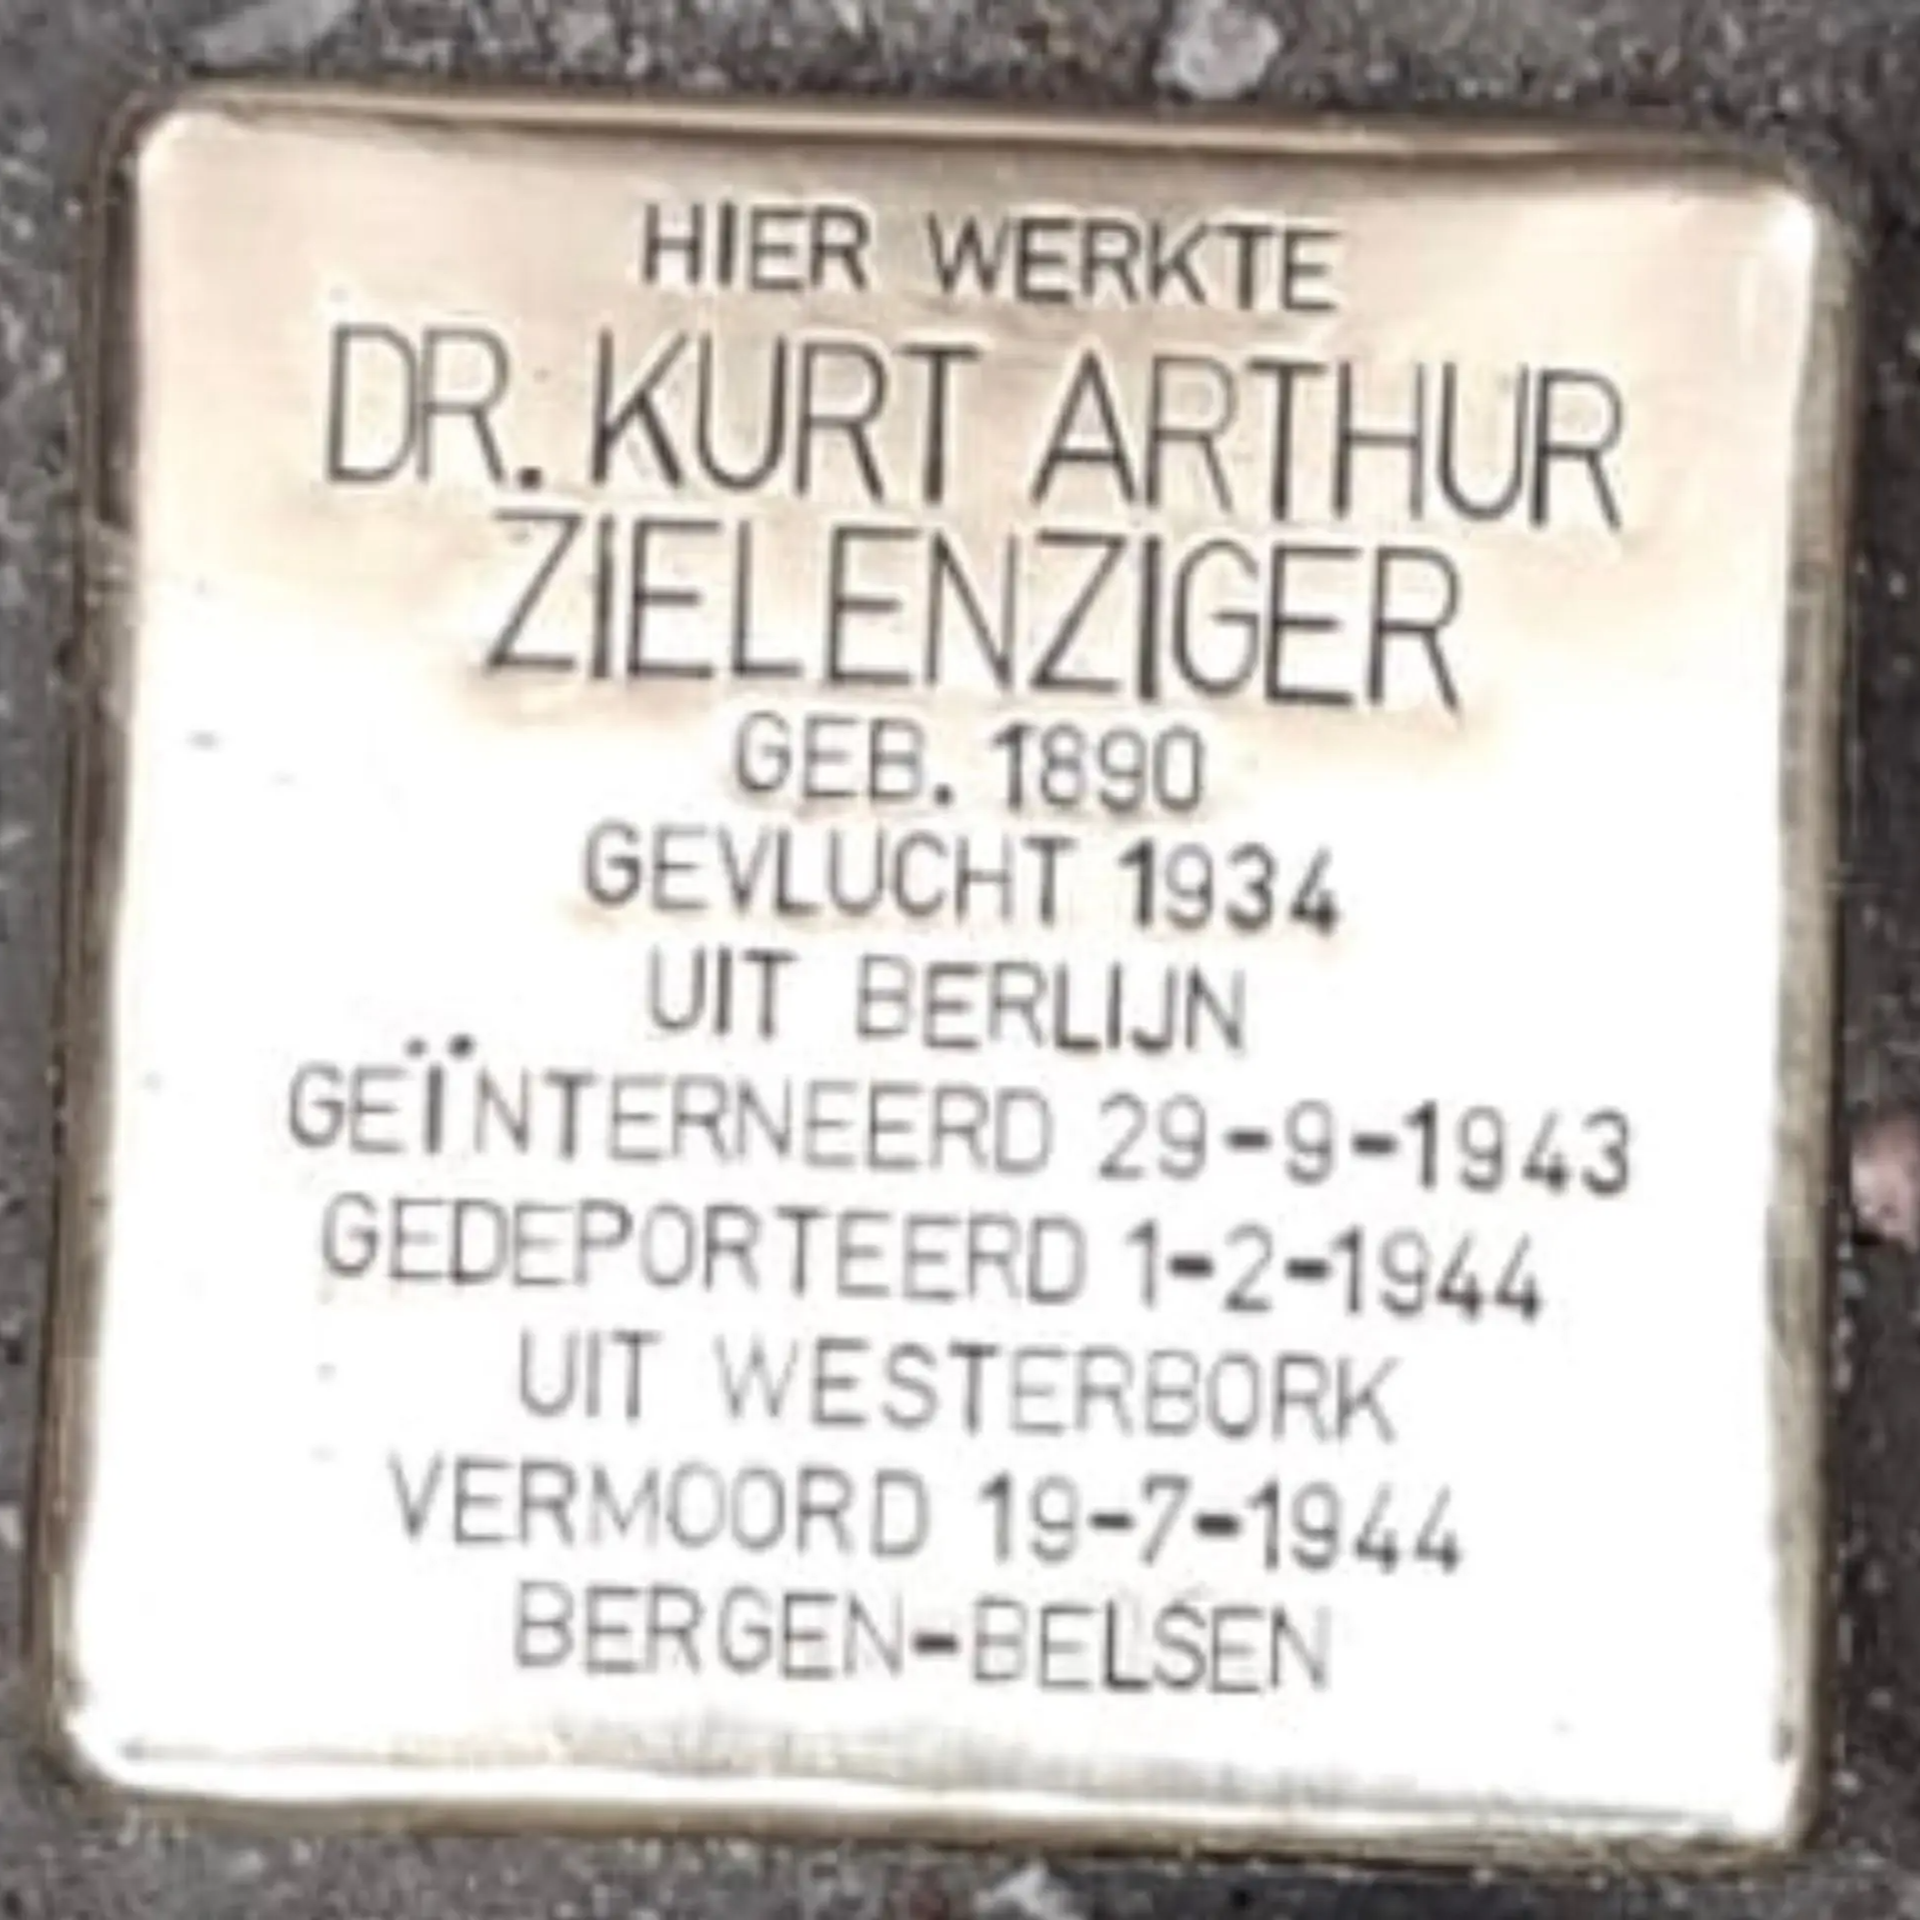 HIER WERKTE
DR. KURT ARTHUR
ZIELENZIGER
GEB. 1890
GEVLUCHT 1934
UIT BERLIJN
GEÏNTERNEERD 29-9-1943
GEDEPORTEERD 1-2-1944
UIT WESTERBORK
VERMOORD 19-7-1944
BERGEN-BELSEN